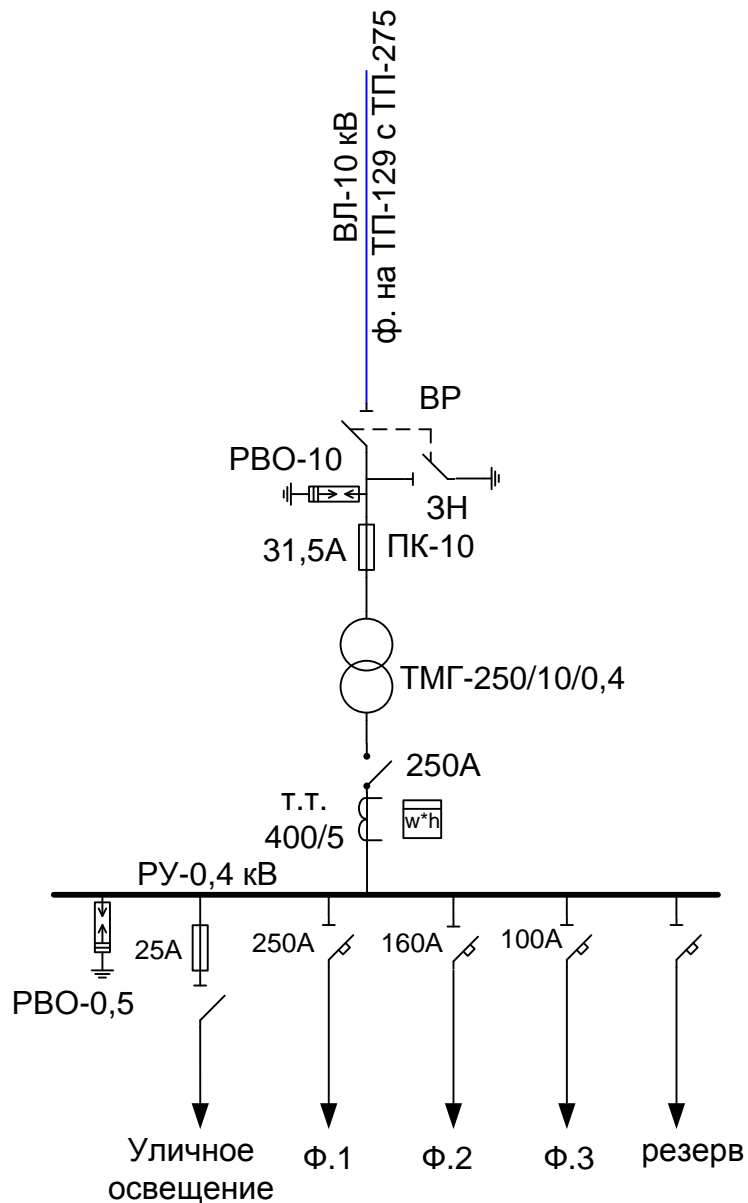 ВЛ-10 кВ
ф. на ТП-129 с ТП-275
ВР
РВО-10
ЗН
31,5А
ПК-10
ТМГ-250/10/0,4
250А
т.т.
400/5
w*h
РУ-0,4 кВ
25А
250А
160А
100А
РВО-0,5
Уличное
освещение
Ф.1
Ф.2
Ф.3
резерв